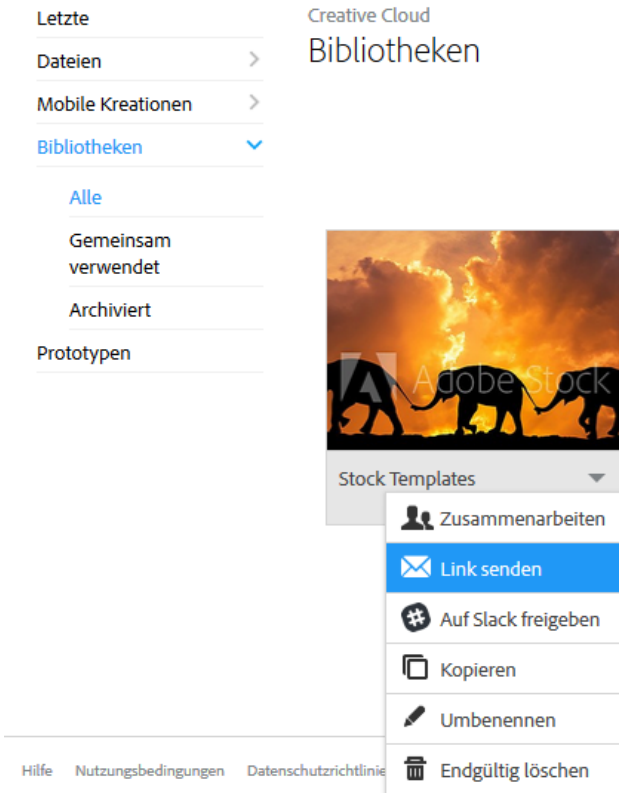 Letzte
Dateien
Mobile Kreationen
Bibliotheken
Alle
Gemeinsam
verwendet
Archiviert
Prototypen
Creative Cloud
Bibliotheken
Adobe Stock
Stock Templates
Zusammenarbeiten
Link senden
Auf Slack freigeben
Kopieren
Umbenennen
Endgültig löschen
Hilfe Nutzungsbedingungen Datenschutzrichtlinie